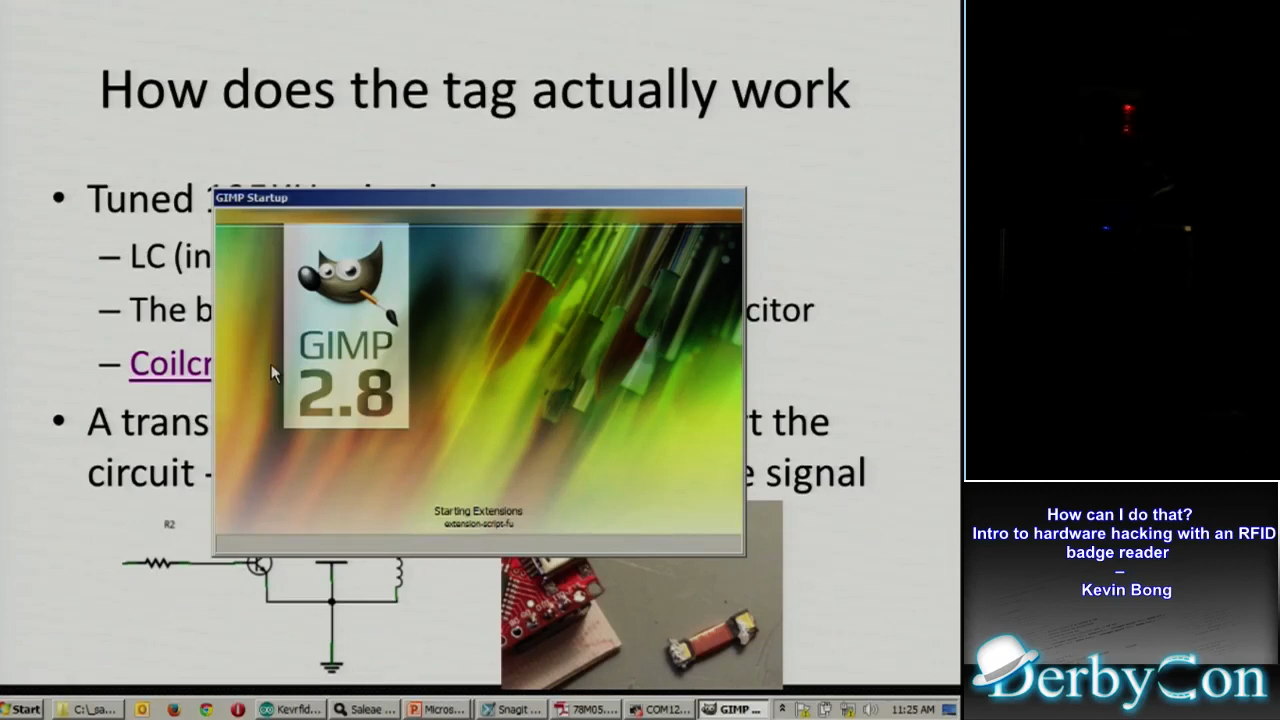 How does the tag actually work
• Tuned
– LC (in
– The b citor
– Coilcr
• A trans t the
circuit - e signal
GIMP Startup
GIMP
2.8
Starting Extensions
extension-script-fu
R2
How can I do that?
Intro to hardware hacking with an RFID
badge reader
–
Kevin Bong
DerbyCon
Start C:\_sa... Kevrfid... Saleae ... Micros... Snagit ... 78M05.... COM12... GIMP ... 11:25 AM